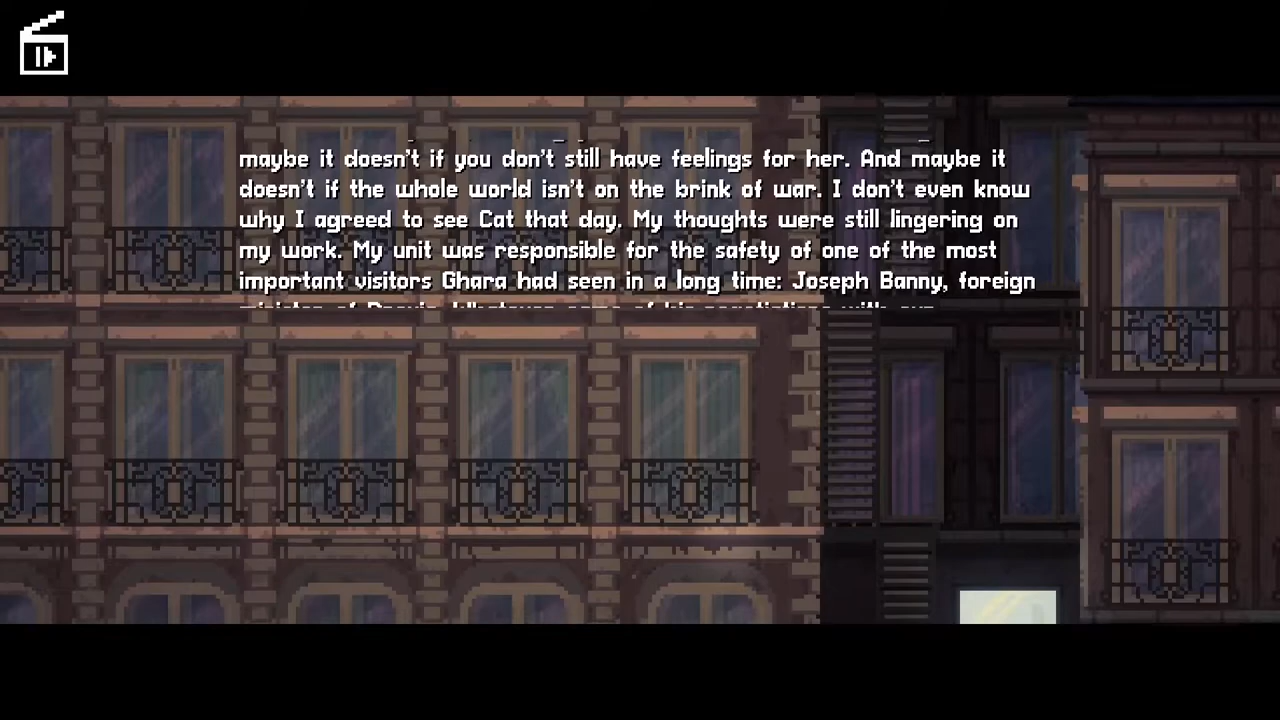 maybe it doesn't if you don't still have feelings for her. And maybe it
doesn't if the whole world isn't on the brink of war. I don't even know
why I agreed to see Cat that day. My thoughts were still lingering on
my work. My unit was responsible for the safety of one of the most
important visitors Ghara had seen in a long time: Joseph Banny, foreign